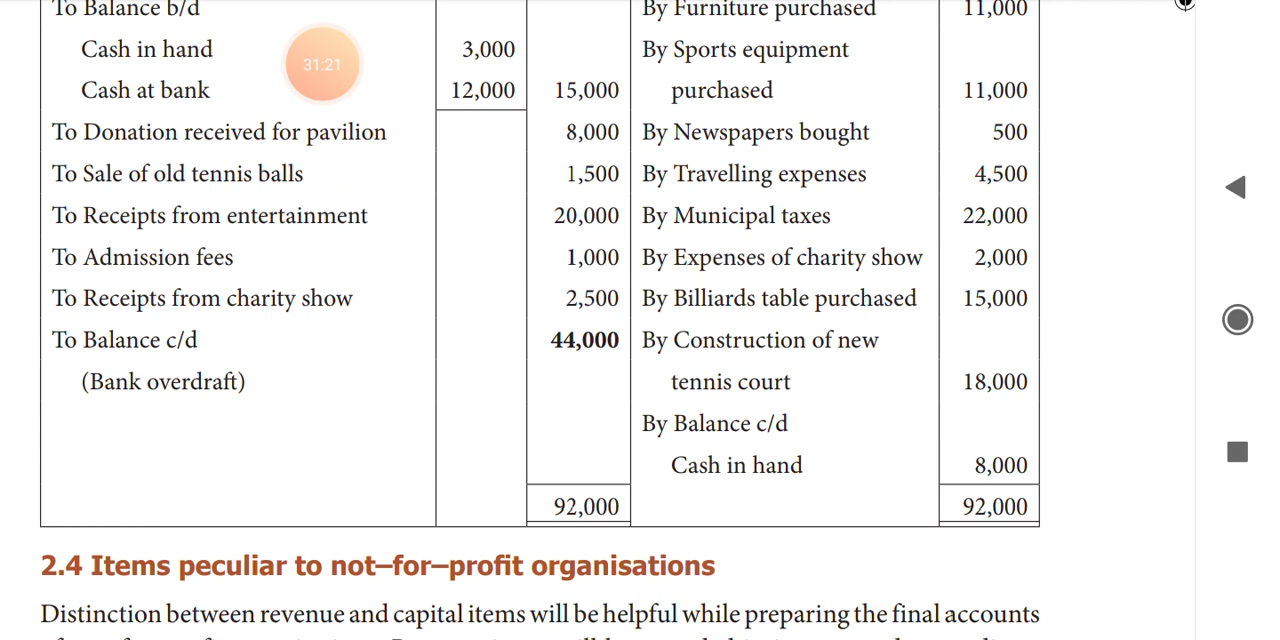 To Balance b/d By Furniture purchased 11,000
Cash in hand 3,000 By Sports equipment
31:21
Cash at bank 12,000 15,000 purchased 11,000
To Donation received for pavilion 8,000 By Newspapers bought 500
To Sale of old tennis balls 1,500 By Travelling expenses 4,500
To Receipts from entertainment 20,000 By Municipal taxes 22,000
To Admission fees 1,000 By Expenses of charity show 2,000
To Receipts from charity show 2,500 By Billiards table purchased 15,000
To Balance c/d 44,000 By Construction of new
(Bank overdraft) tennis court 18,000
By Balance c/d
Cash in hand 8,000
92,000 92,000
2.4 Items peculiar to not–for–profit organisations
Distinction between revenue and capital items will be helpful while preparing the final accounts